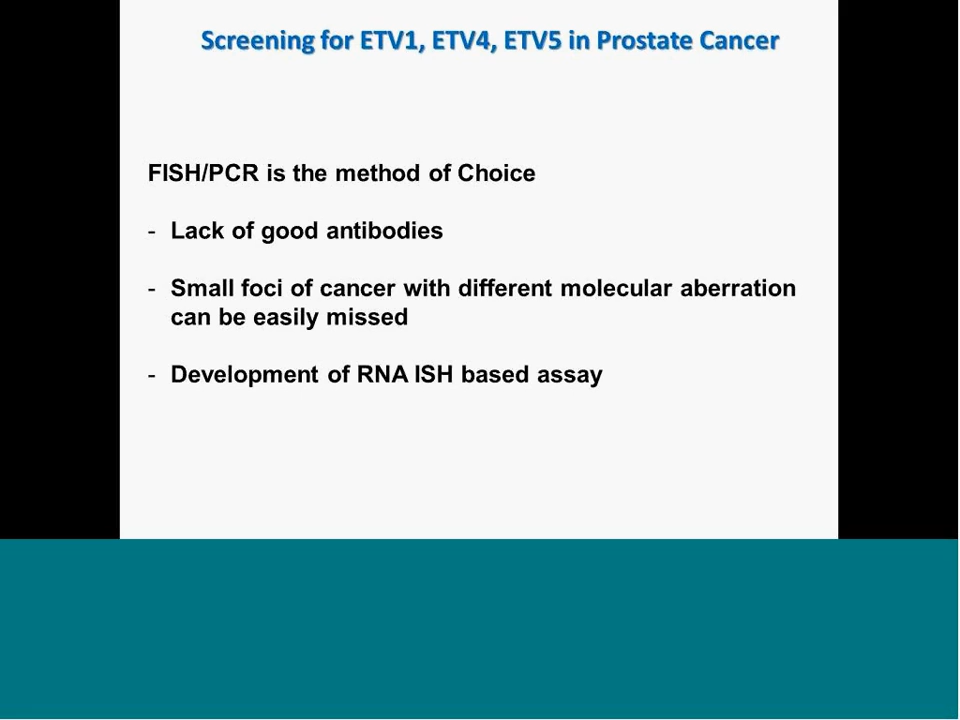 Screening for ETV1, ETV4, ETV5 in Prostate Cancer
FISH/PCR is the method of Choice
- Lack of good antibodies
- Small foci of cancer with different molecular aberration
can be easily missed
- Development of RNA ISH based assay